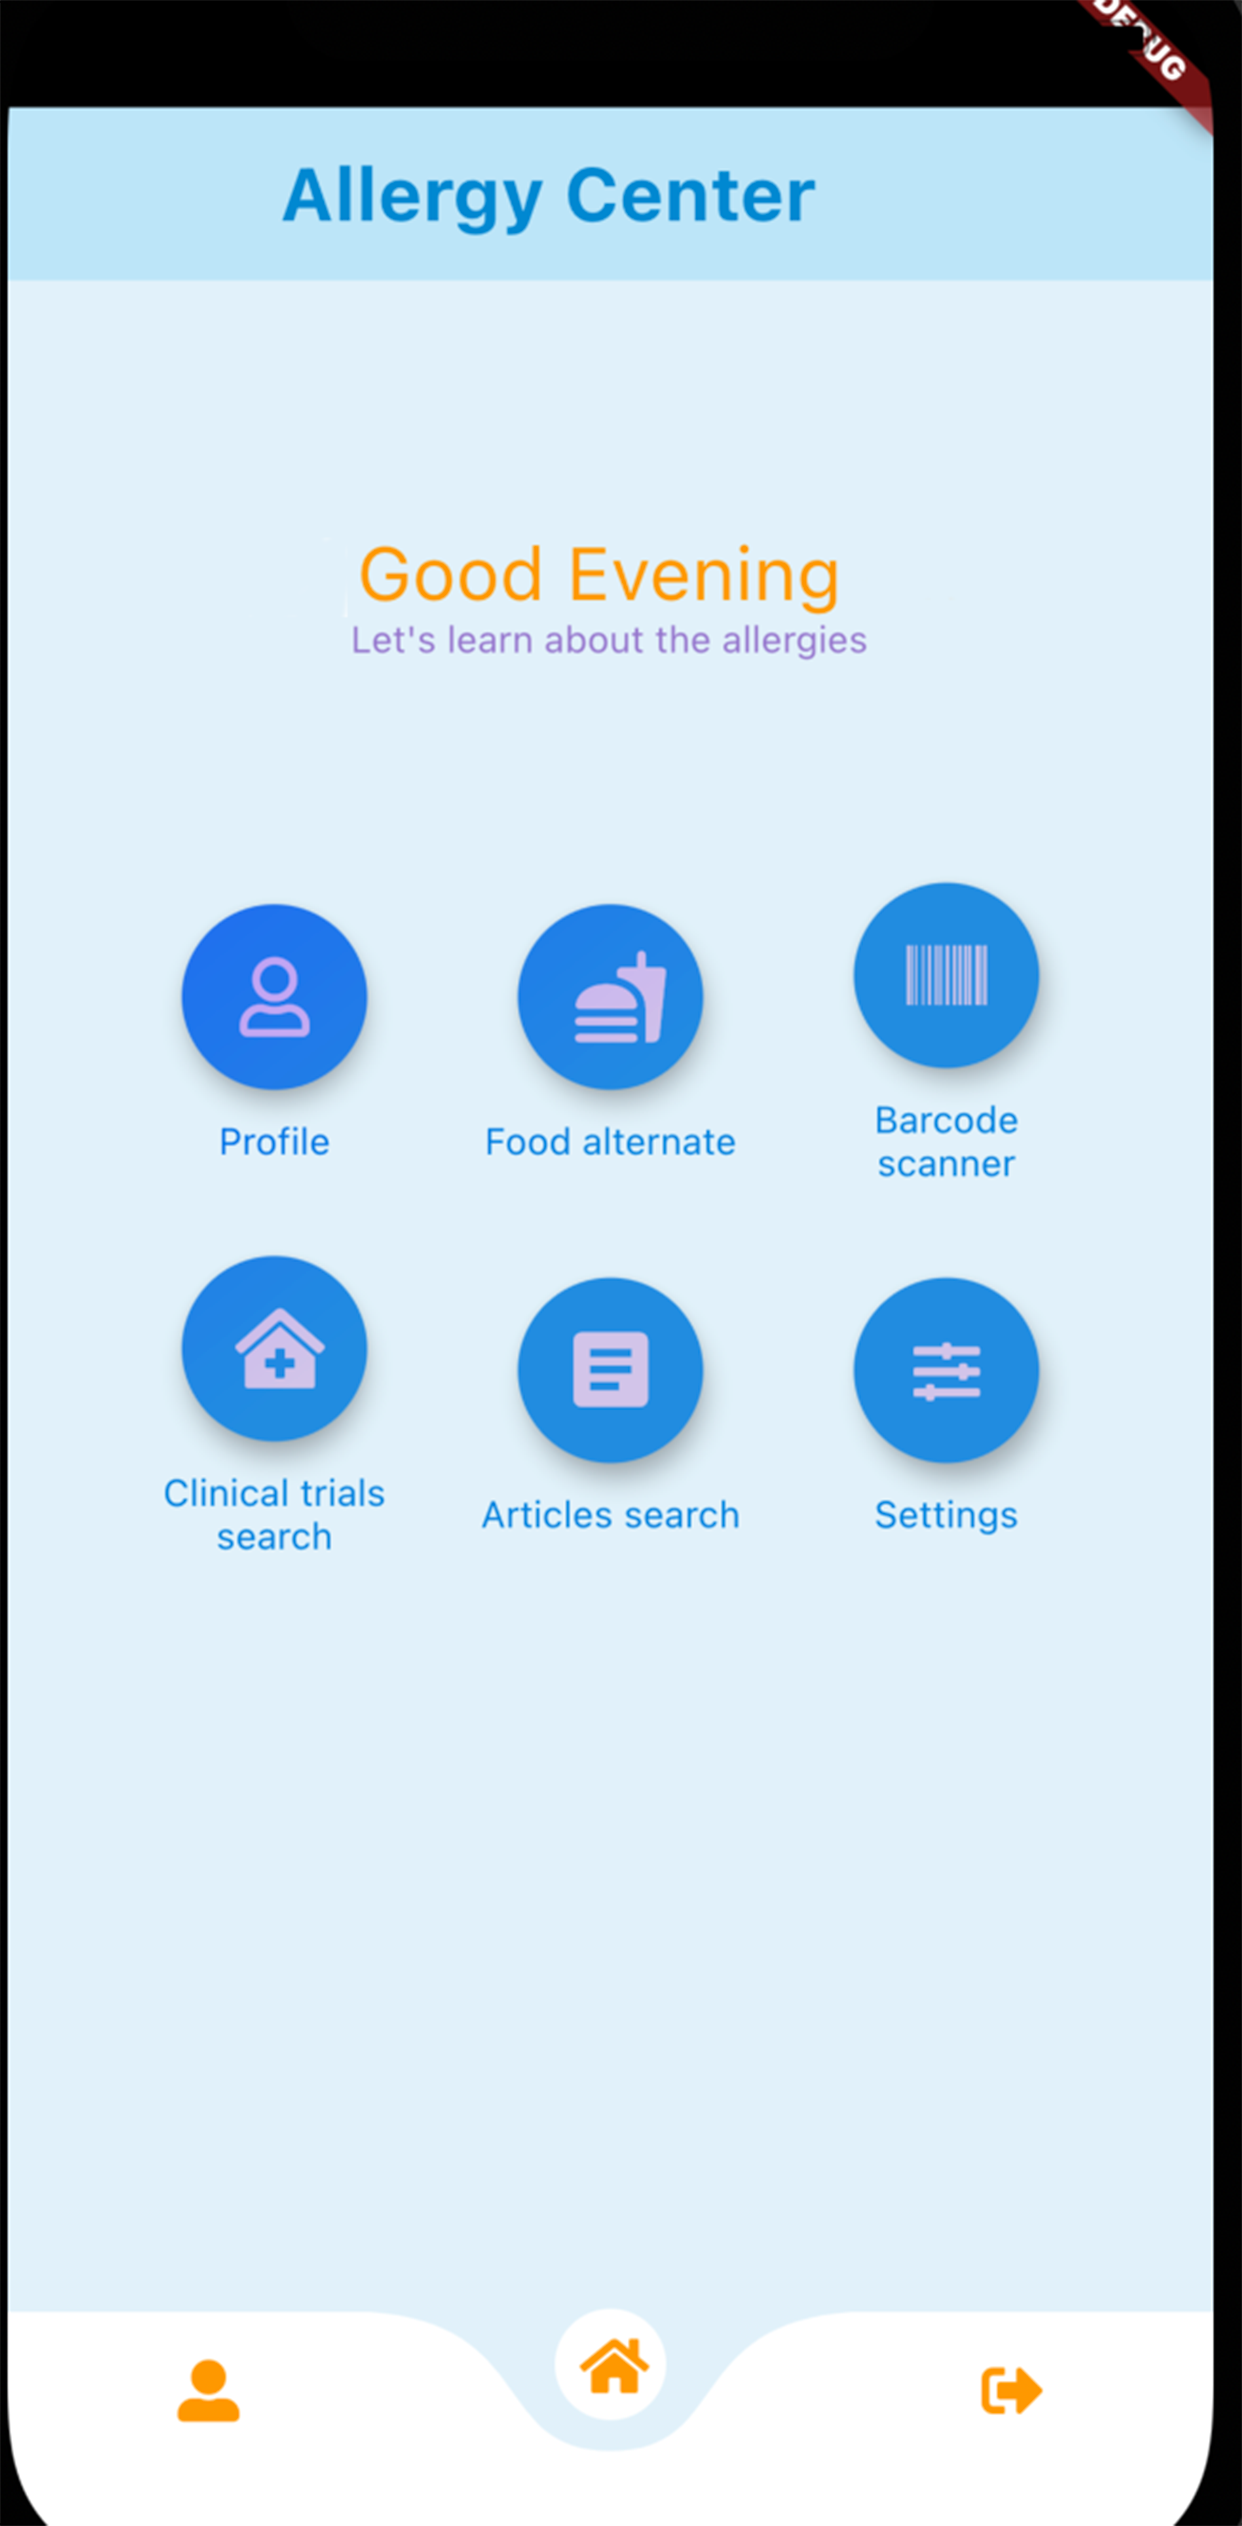 DEBUG
Allergy Center
Good Evening
Let's learn about the allergies
Profile
Food alternate
Barcode
scanner
Clinical trials
search
Articles search
Settings